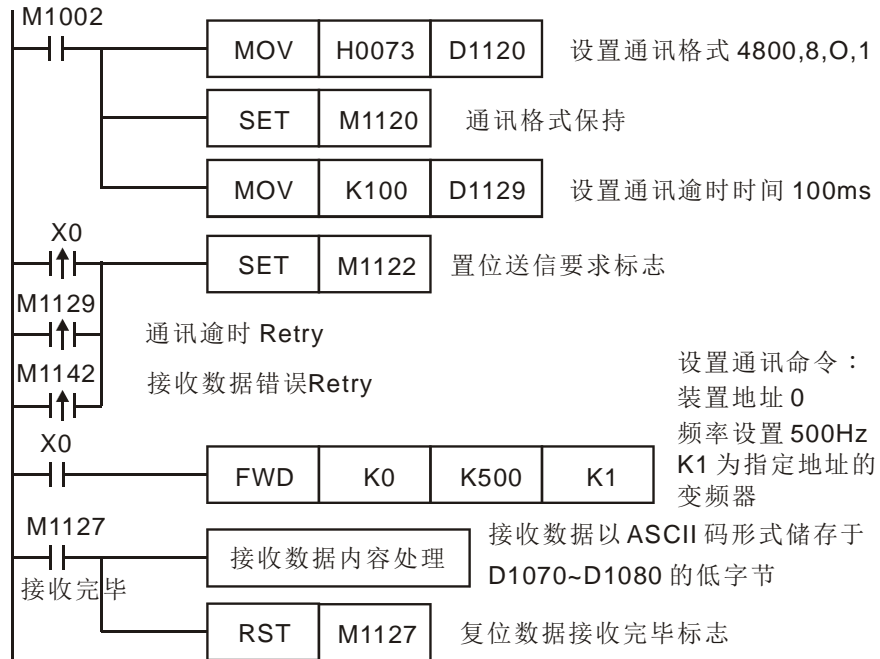 M1002
MOV H0073 D1120 设置通讯格式 4800,8,O,1
SET M1120 通讯格式保持
MOV K100 D1129 设置通讯逾时时间 100ms
X0
SET M1122 置位送信要求标志
M1129
通讯逾时 Retry
M1142
接收数据错误Retry
设置通讯命令：
装置地址 0
频率设置 500Hz
K1 为指定地址的
变频器
X0
FWD K0 K500 K1
M1127
接收完毕
接收数据内容处理
接收数据以 ASCII 码形式储存于
D1070~D1080 的低字节
RST M1127 复位数据接收完毕标志